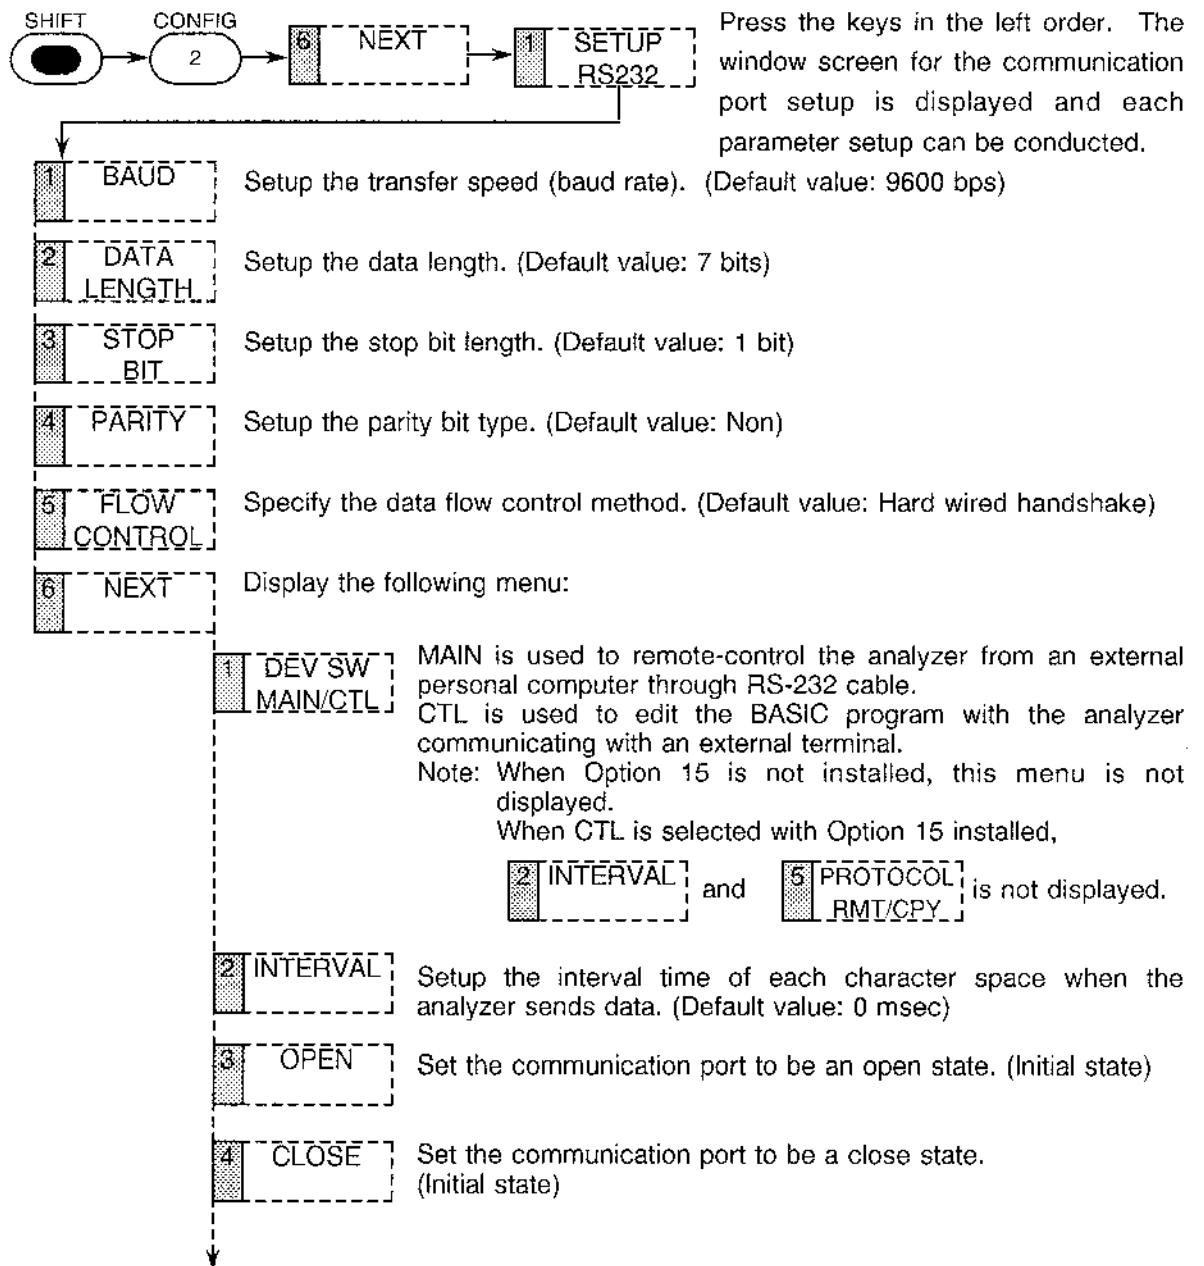 SHIFT CONFIG
2 6 NEXT 1 SETUP
RS232
Press the keys in the left order. The
window screen for the communication
port setup is displayed and each
parameter setup can be conducted.
1 BAUD
Setup the transfer speed (baud rate). (Default value: 9600 bps)
2 DATA
LENGTH
Setup the data length. (Default value: 7 bits)
3 STOP
BIT
Setup the stop bit length. (Default value: 1 bit)
4 PARITY
Setup the parity bit type. (Default value: Non)
5 FLOW
CONTROL
Specify the data flow control method. (Default value: Hard wired handshake)
6 NEXT
Display the following menu:
1 DEV SW
MAIN/CTL
MAIN is used to remote-control the analyzer from an external
personal computer through RS-232 cable.
CTL is used to edit the BASIC program with the analyzer
communicating with an external terminal.
Note: When Option 15 is not installed, this menu is not
displayed.
When CTL is selected with Option 15 installed,
2 INTERVAL and 5 PROTOCOL
RMT/CPY is not displayed.
2 INTERVAL
Setup the interval time of each character space when the
analyzer sends data. (Default value: 0 msec)
3 OPEN
Set the communication port to be an open state. (Initial state)
4 CLOSE
Set the communication port to be a close state.
(Initial state)